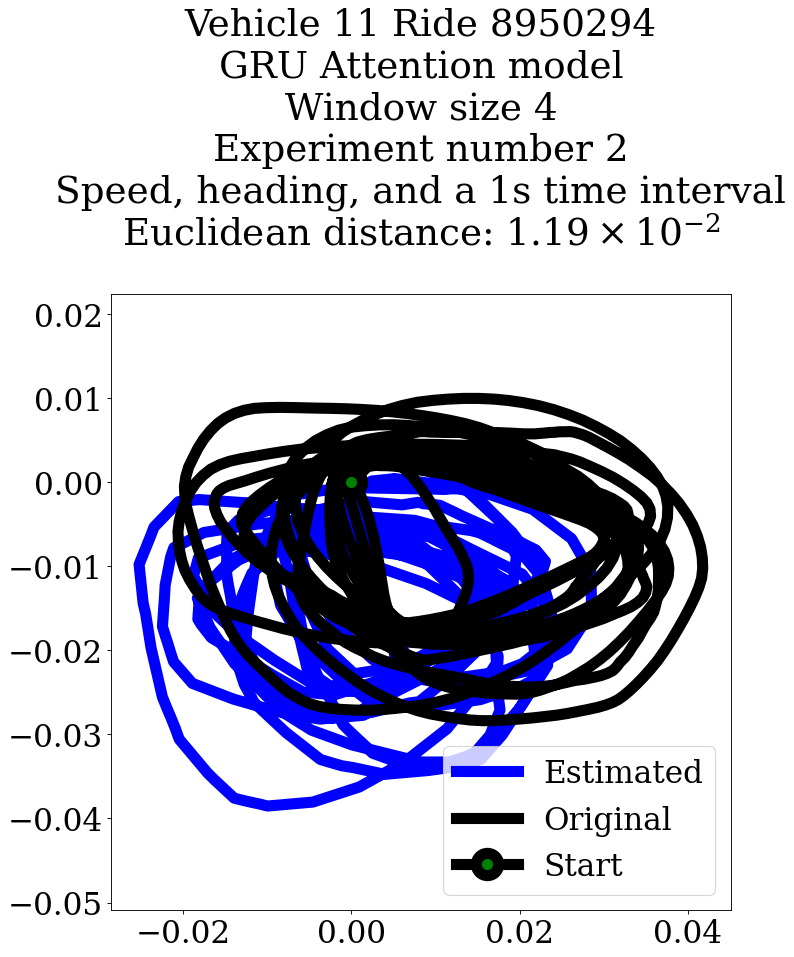 Vehicle 11 Ride 8950294
GRU Attention model
Window size 4
Experiment number 2
Speed, heading, and a 1s time interval
Euclidean distance: 1.19 × 10⁻²
0.02
0.01
0.00
−0.01
−0.02
−0.03
−0.04
−0.05
Estimated
Original
Start
−0.02 0.00 0.02 0.04